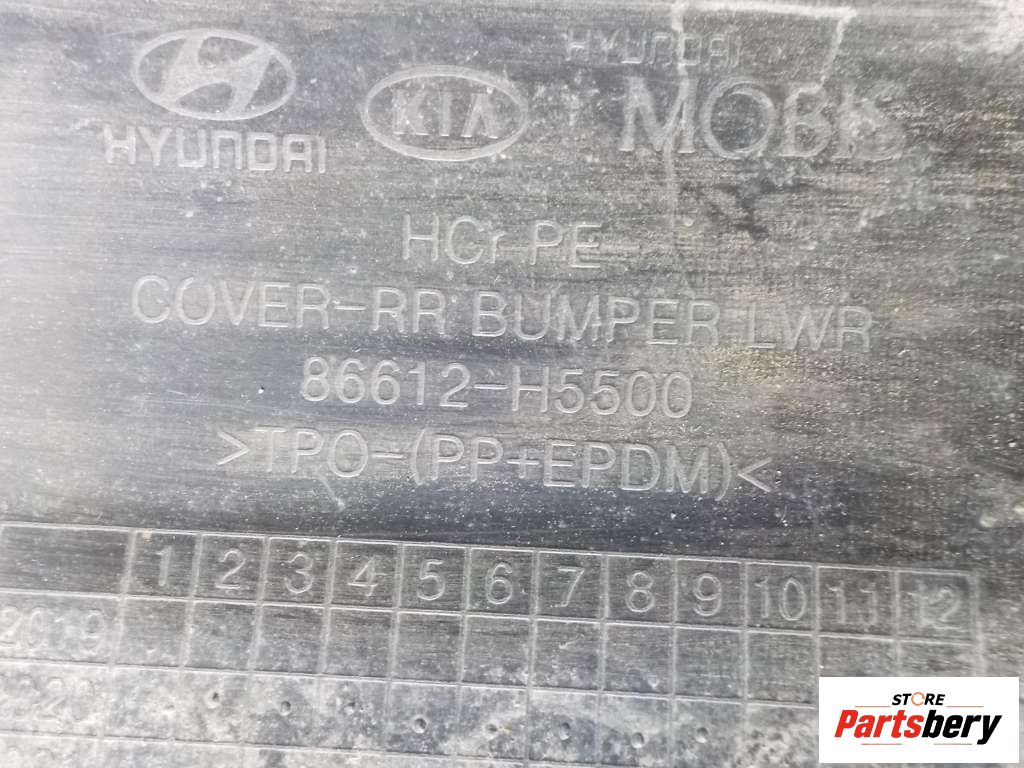 HYUNDAI
KIA
HYUNDAI
MOBIS
HCr PE
COVER-RR BUMPER LWR
86612-H5500
>TPO-(PP+EPDM)<
1 2 3 4 5 6 7 8 9 10 11 12
2019
STORE
Partsbery